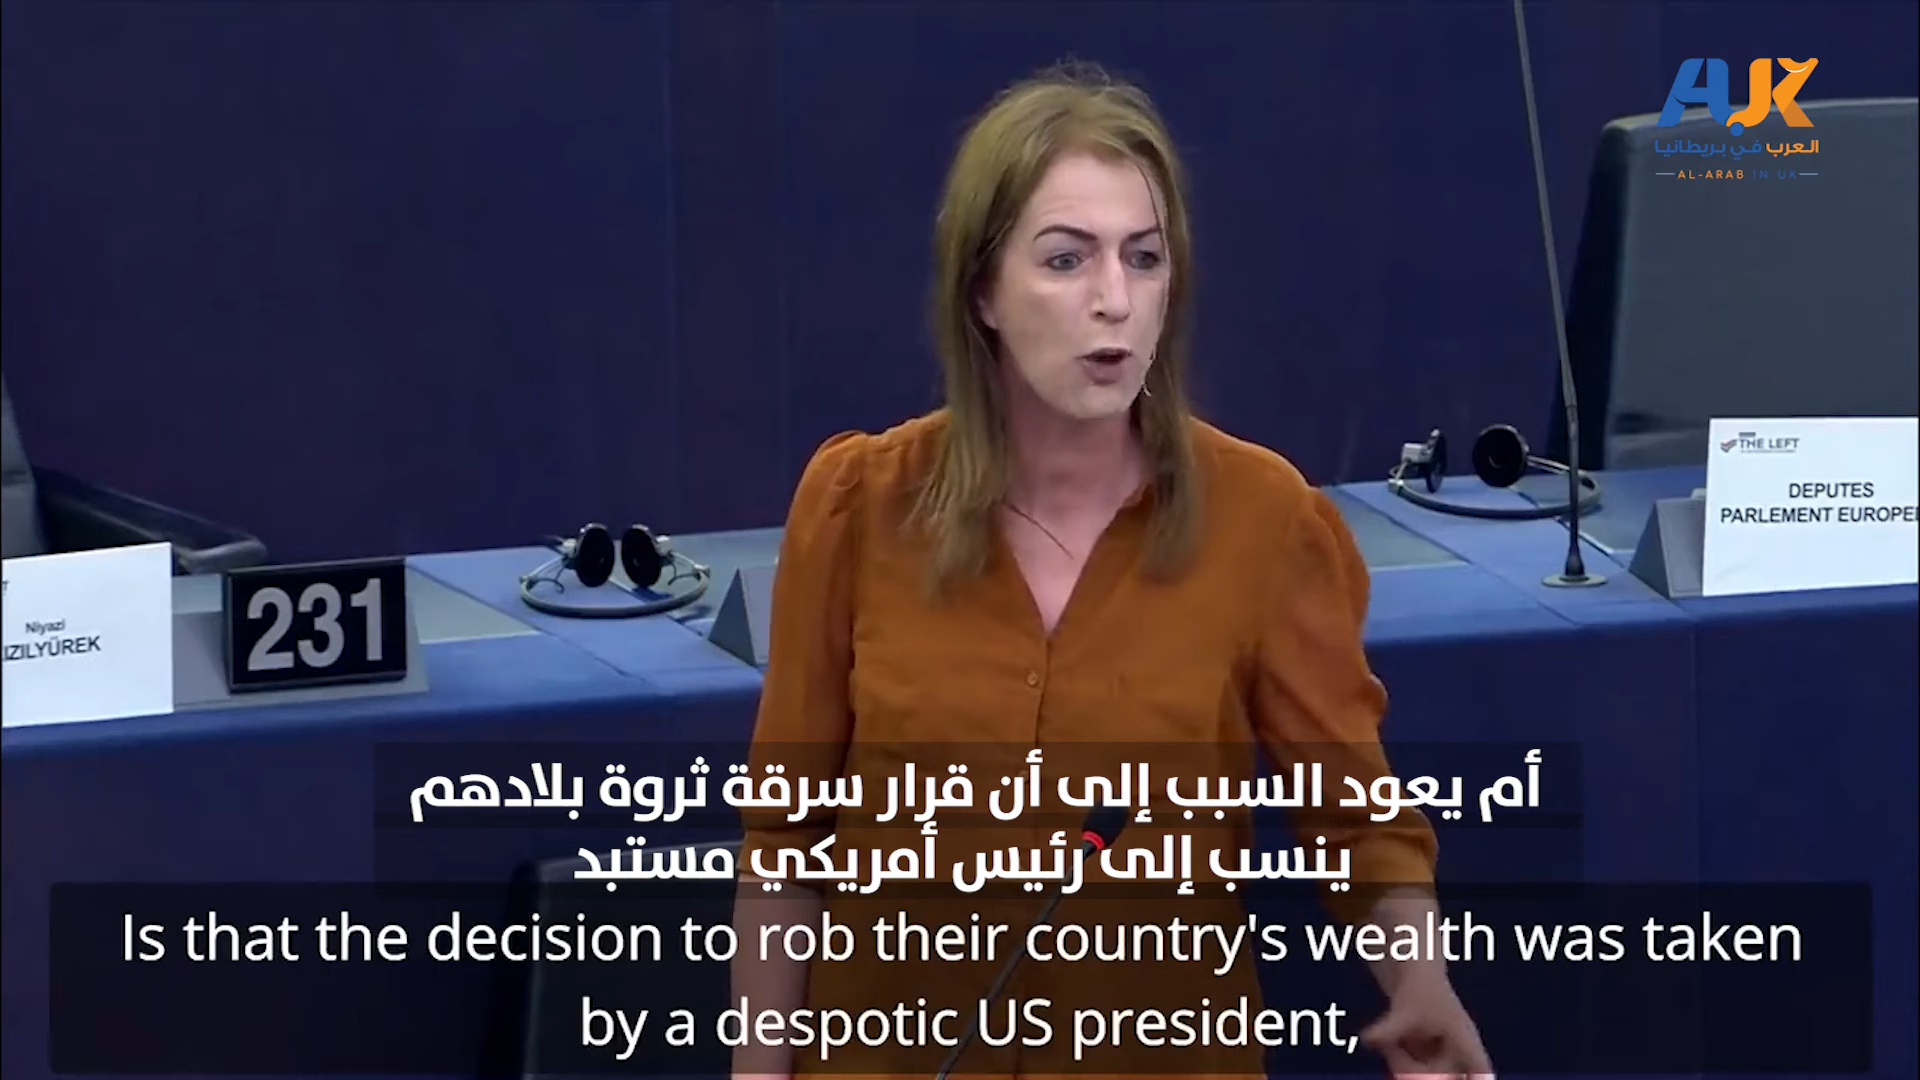 العرب في بريطانيا
AL-ARAB IN UK
THE LEFT
DEPUTES
PARLEMENT EUROPE
Niyazi
IZILYÜREK
231
أم يعود السبب إلى أن قرار سرقة ثروة بلادهم
ينسب إلى رئيس أمريكي مستبد
Is that the decision to rob their country's wealth was taken
by a despotic US president,